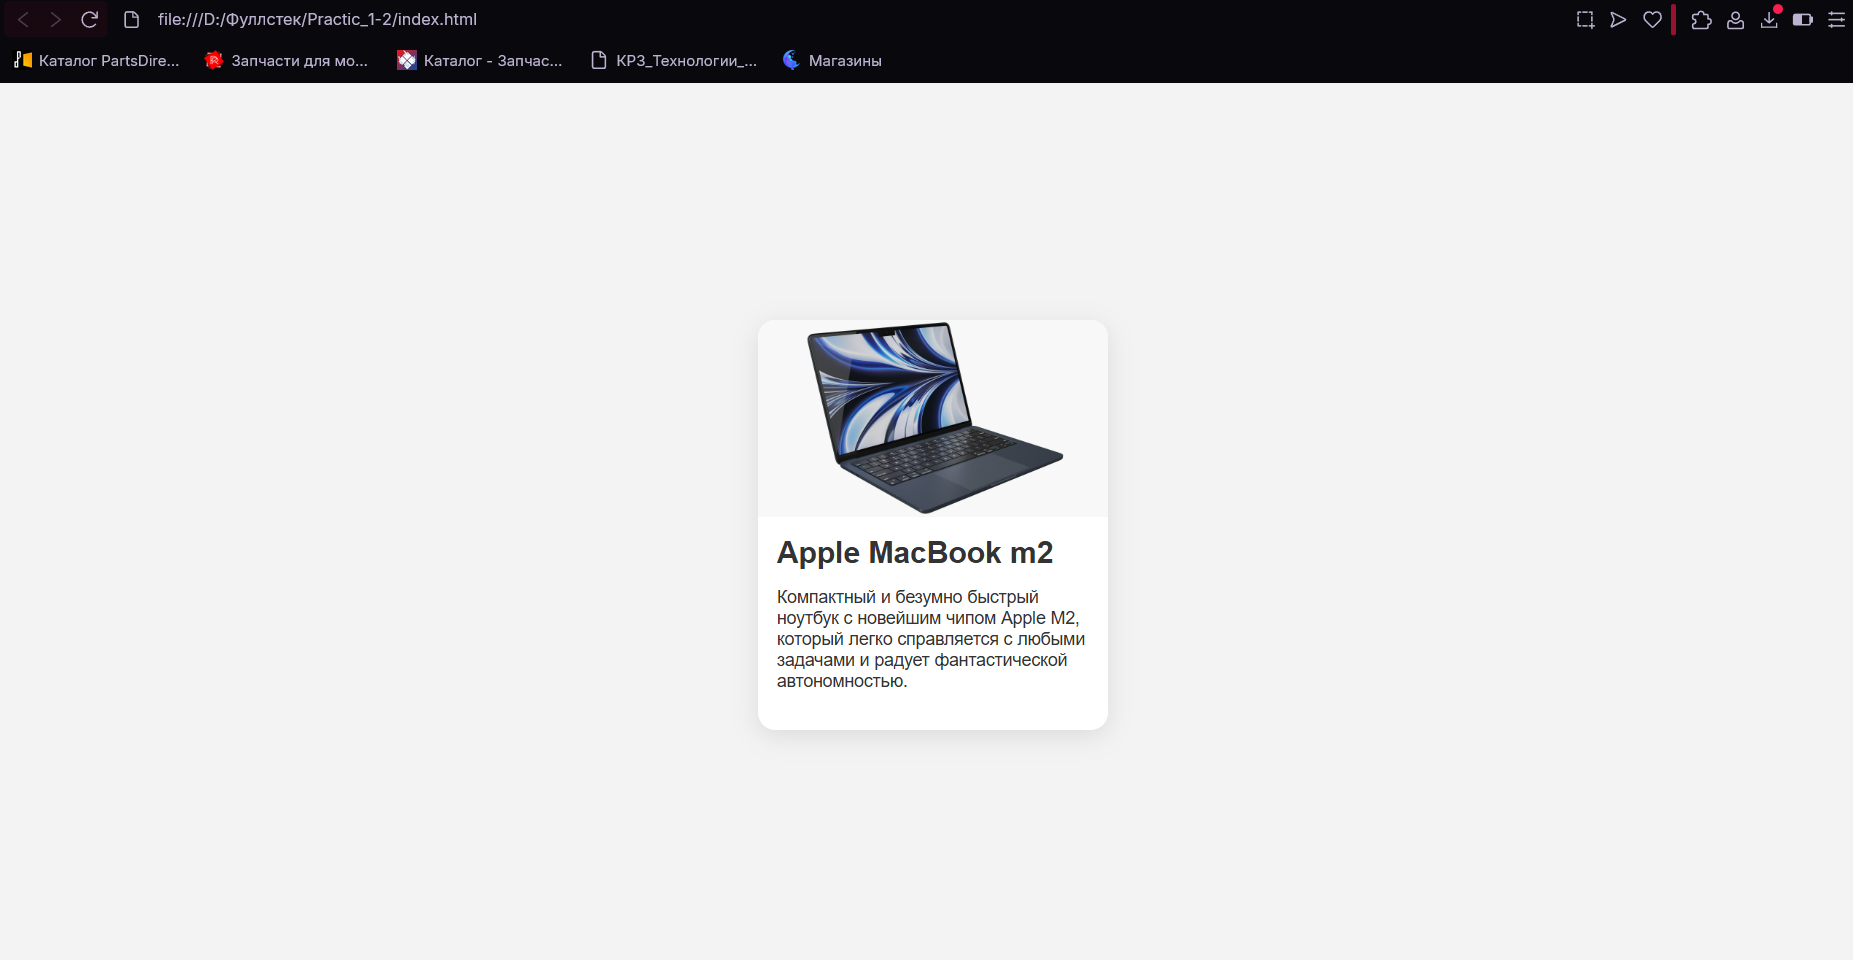 file:///D:/Фуллстек/Practic_1-2/index.html
Каталог PartsDire...
Запчасти для мо...
Каталог - Запчас...
КР3_Технологии_...
Магазины
Apple MacBook m2
Компактный и безумно быстрый
ноутбук с новейшим чипом Apple M2,
который легко справляется с любыми
задачами и радует фантастической
автономностью.